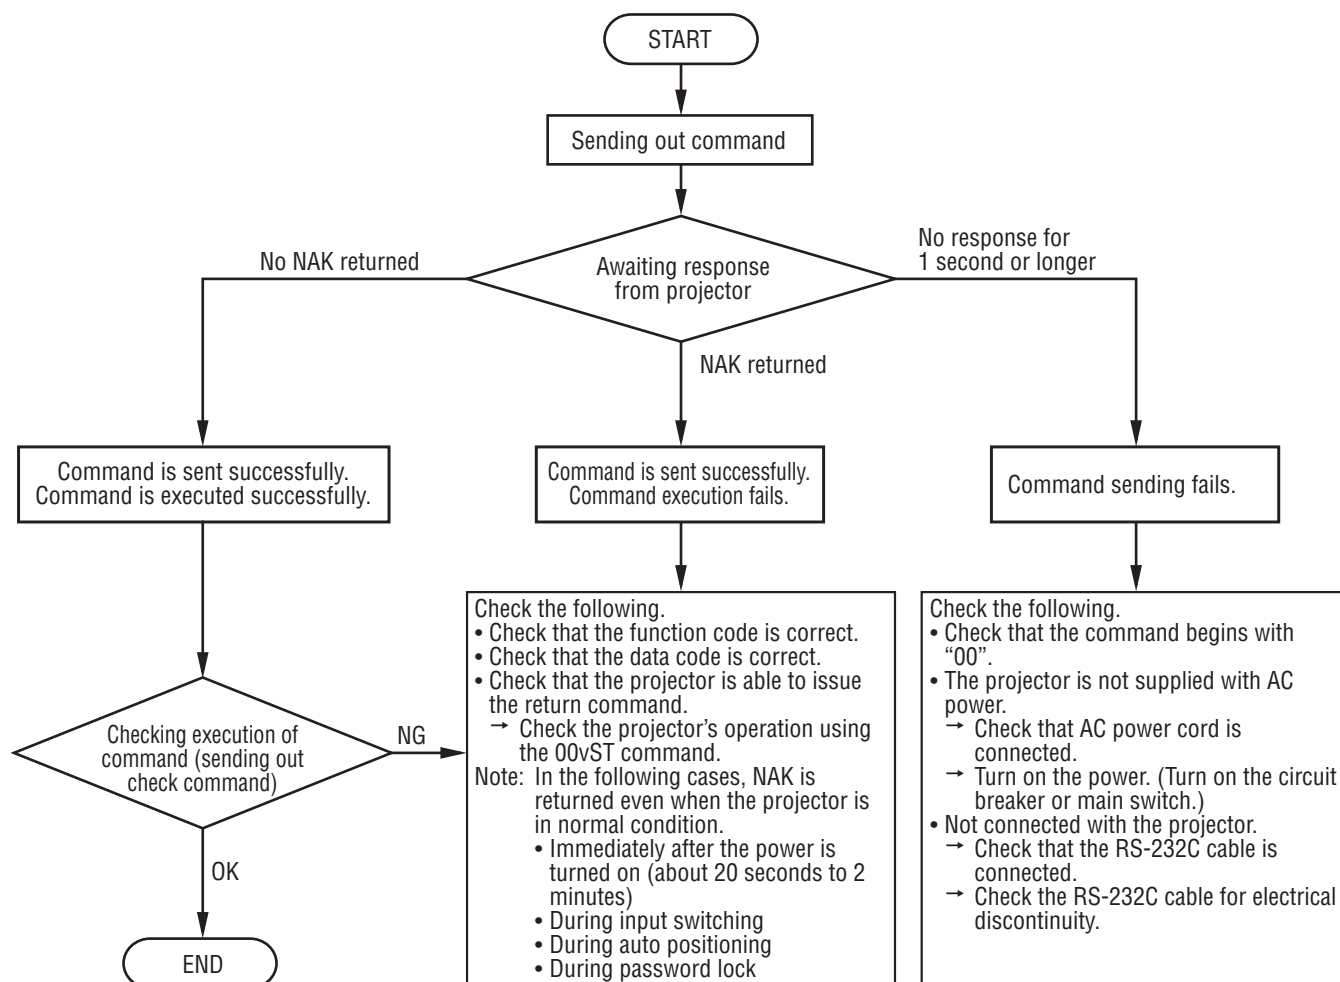 START
Sending out command
Awaiting response
from projector
No NAK returned
No response for
1 second or longer
NAK returned
Command is sent successfully.
Command is executed successfully.
Command is sent successfully.
Command execution fails.
Command sending fails.
Checking execution of
command (sending out
check command)
NG
OK
END
Check the following.
• Check that the function code is correct.
• Check that the data code is correct.
• Check that the projector is able to issue
the return command.
→ Check the projector’s operation using
the 00vST command.
Note: In the following cases, NAK is
returned even when the projector is
in normal condition.
• Immediately after the power is
turned on (about 20 seconds to 2
minutes)
• During input switching
• During auto positioning
• During password lock
Check the following.
• Check that the command begins with
“00”.
• The projector is not supplied with AC
power.
→ Check that AC power cord is
connected.
→ Turn on the power. (Turn on the circuit
breaker or main switch.)
• Not connected with the projector.
→ Check that the RS-232C cable is
connected.
→ Check the RS-232C cable for electrical
discontinuity.